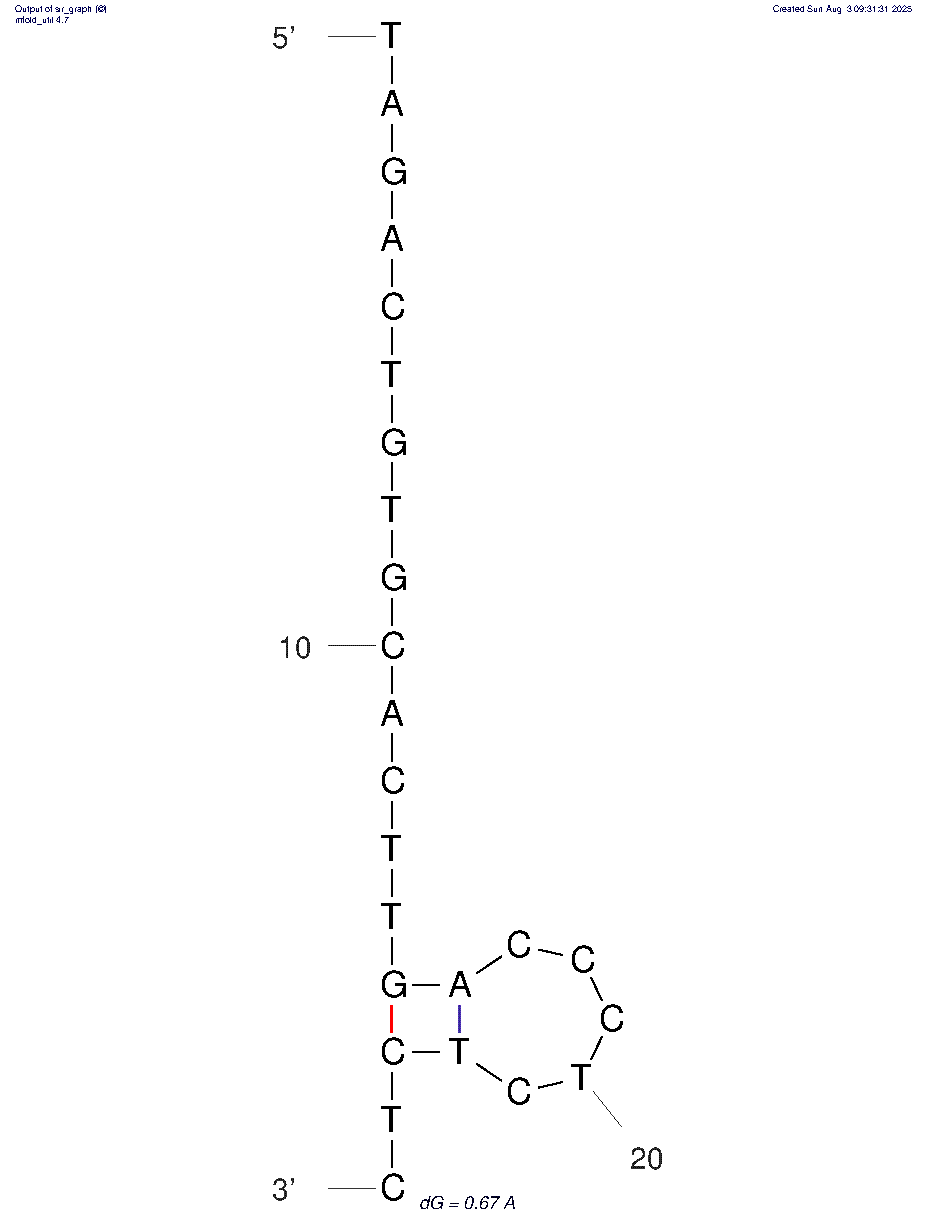 Output of sir_graph (©)
mfold_util 4.7
Created Sun Aug 3 09:31:31 2025
5' T
A
G
A
C
T
G
T
G
10 C
A
C
T
T
C
C
G A
C
C T
T
C
T
20
3' C
dG = 0.67 A